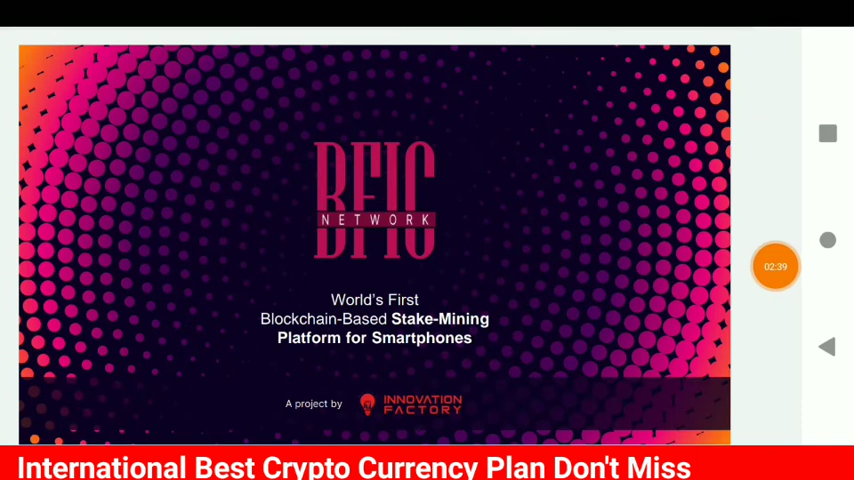 BFIC
NETWORK
World's First
Blockchain-Based Stake-Mining
Platform for Smartphones
A project by INNOVATION
FACTORY
02:39
International Best Crypto Currency Plan Don't Miss